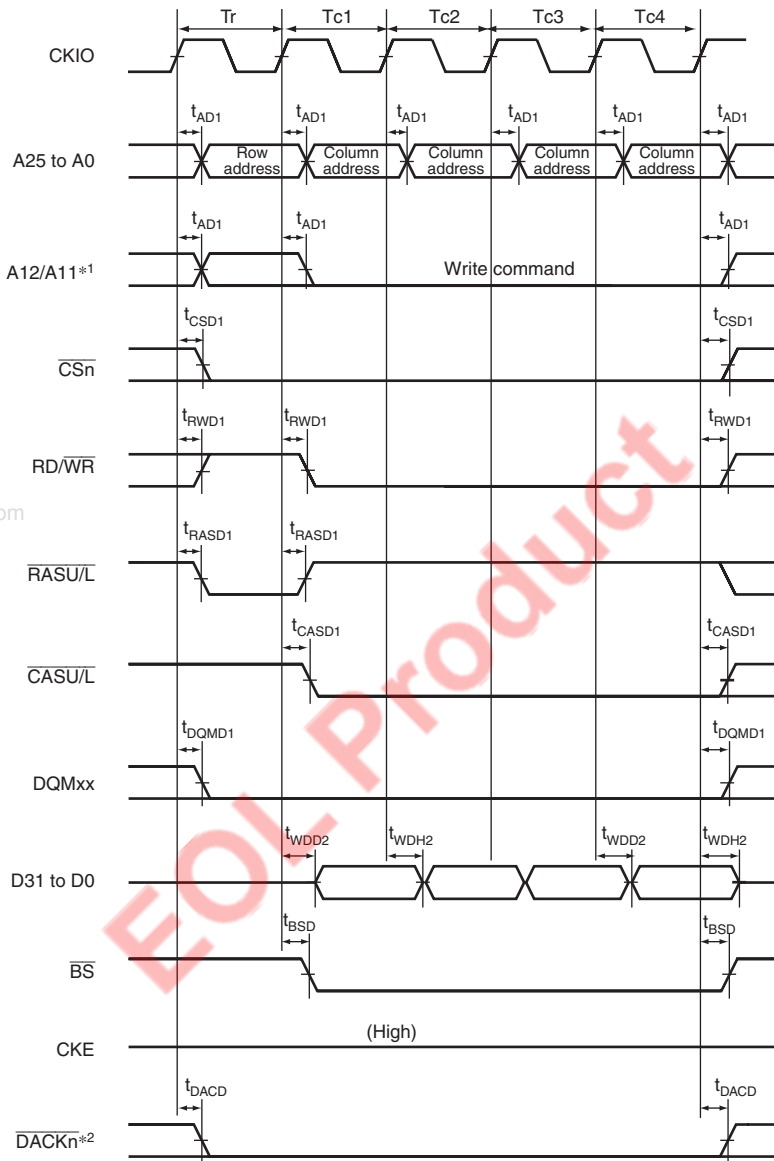 Tr Tc1 Tc2 Tc3 Tc4
CKIO
tAD1 tAD1 tAD1 tAD1 tAD1 tAD1
A25 to A0
Row address Column address Column address Column address Column address
tAD1 tAD1 tAD1
A12/A11*1 Write command
tCSD1 tCSD1
CSn
tRWD1 tRWD1 tRWD1
RD/WR
om
tRASD1 tRASD1
RASU/L
tCASD1 tCASD1
CASU/L
tDQMD1 tDQMD1
DQMxx
tWDD2 tWDH2 tWDD2 tWDH2
D31 to D0
tBSD tBSD
BS
(High)
CKE
tDACD tDACD
DACKn*2
EOL Product